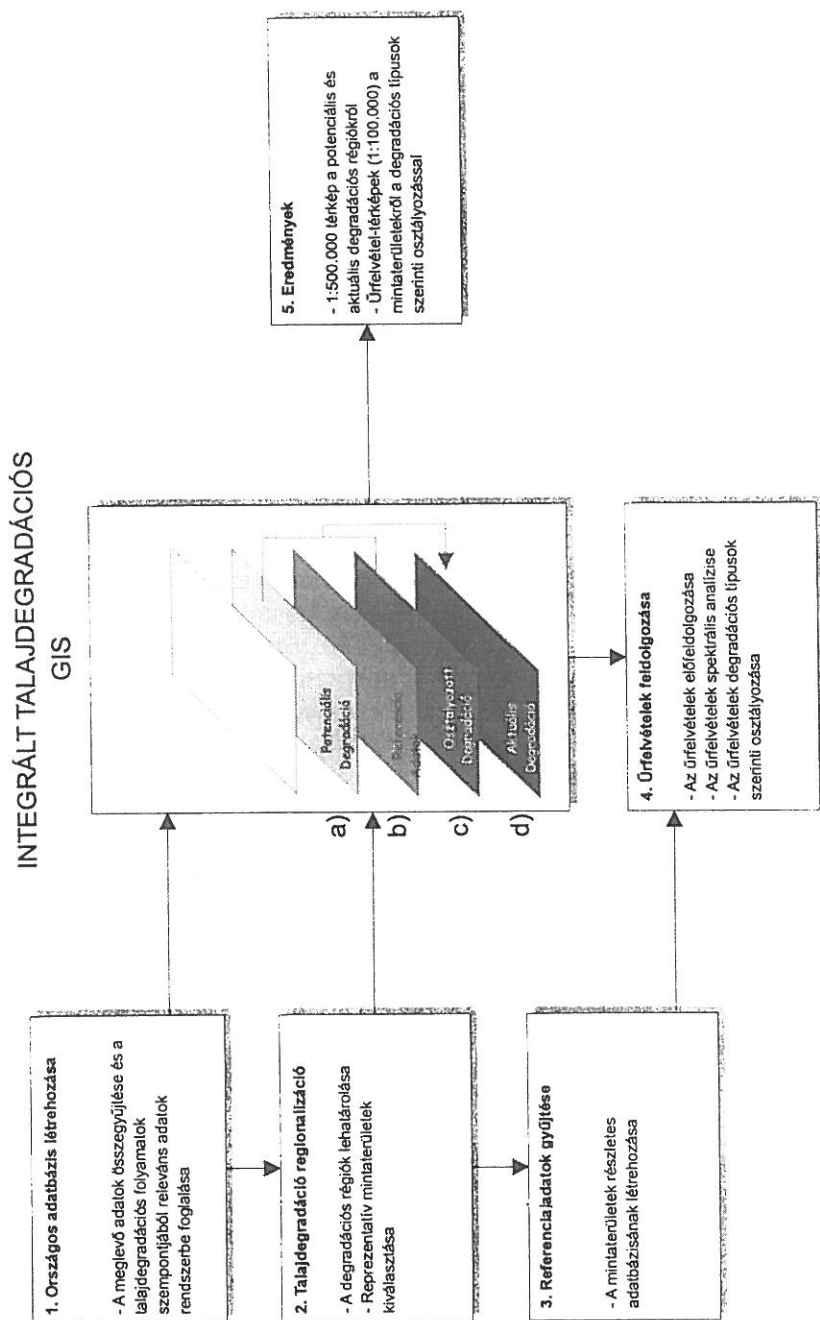 INTEGRÁLT TALAJDEGRADÁCIÓS
GIS
1. Országos adatbázis létrehozása
- A meglevő adatok összegyűjtése és a
talajdegradációs folyamatok
szempontjából releváns adatok
rendszerbe foglalása
2. Talajdegradáció regionalizáció
- A degradációs régiók lehatárolása
- Reprezentatív mintaterületek
kiválasztása
3. Referenciaadatok gyűjtése
- A mintaterületek részletes
adatbázisának létrehozása
a)
b)
c)
d)
Potenciális
Degradáció
Referencia
Adatok
Osztályozott
Degradáció
Aktuális
Degradáció
4. Űrfelvételek feldolgozása
- Az űrfelvételek előfeldolgozása
- Az űrfelvételek spektrális analízise
- Az űrfelvételek degradációs típusok
szerinti osztályozása
5. Eredmények
- 1:500.000 térkép a potenciális és
aktuális degradációs régiókról
- Űrfelvétel-térképek (1:100.000) a
mintaterületekről a degradációs típusok
szerinti osztályozással